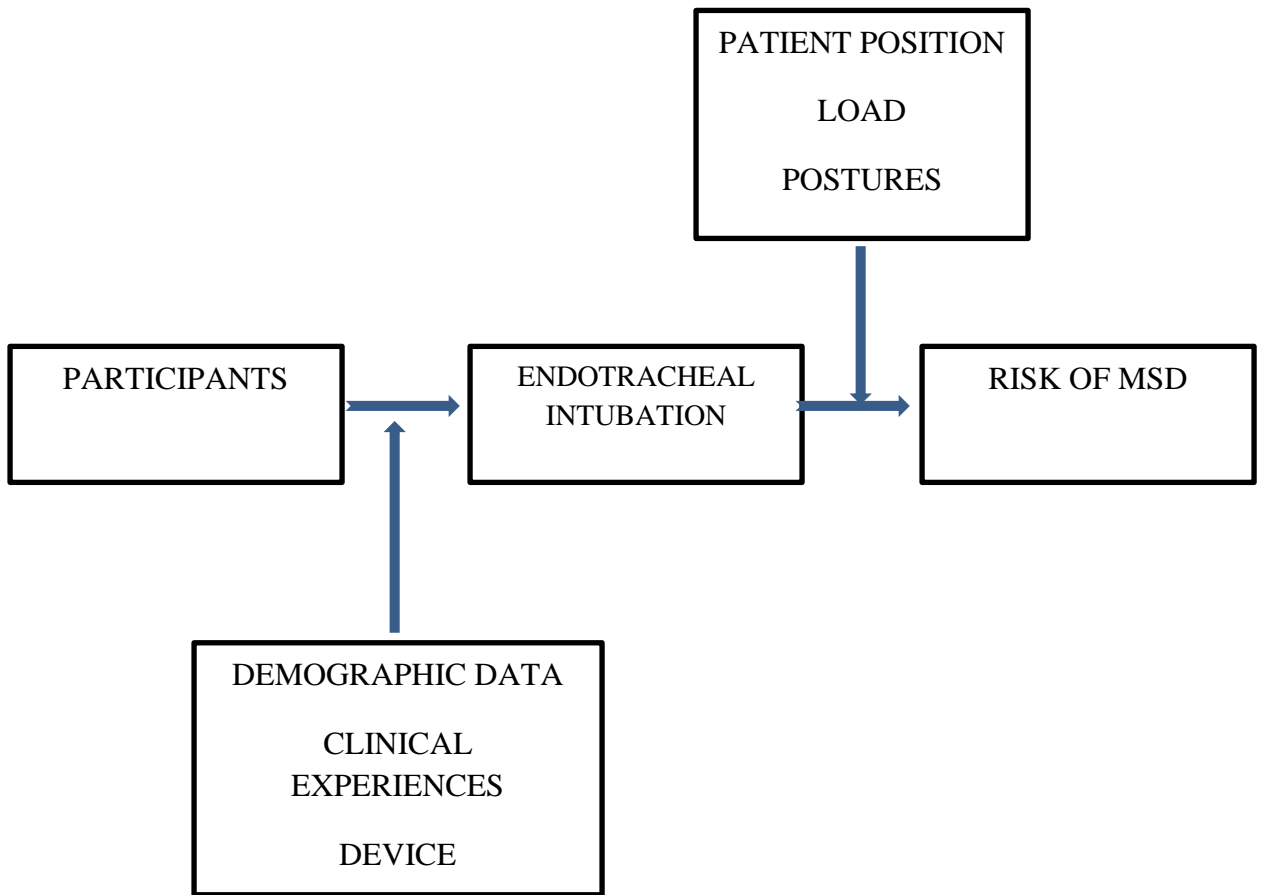 PATIENT POSITION
LOAD
POSTURES
PARTICIPANTS
ENDOTRACHEAL
INTUBATION
RISK OF MSD
DEMOGRAPHIC DATA
CLINICAL
EXPERIENCES
DEVICE